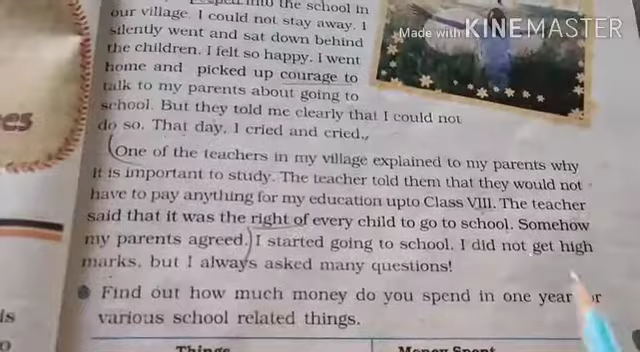 into the school in
our village. I could not stay away. I
silently went and sat down behind
the children. I felt so happy. I went
home and picked up courage to
talk to my parents about going to
school. But they told me clearly that I could not
do so. That day, I cried and cried.
One of the teachers in my village explained to my parents why
it is important to study. The teacher told them that they would not
have to pay anything for my education upto Class VIII. The teacher
said that it was the right of every child to go to school. Somehow
my parents agreed. I started going to school. I did not get high
marks, but I always asked many questions!
Find out how much money do you spend in one year
various school related things.
Things Money Spent
Made with KINEMASTER
es
is
o